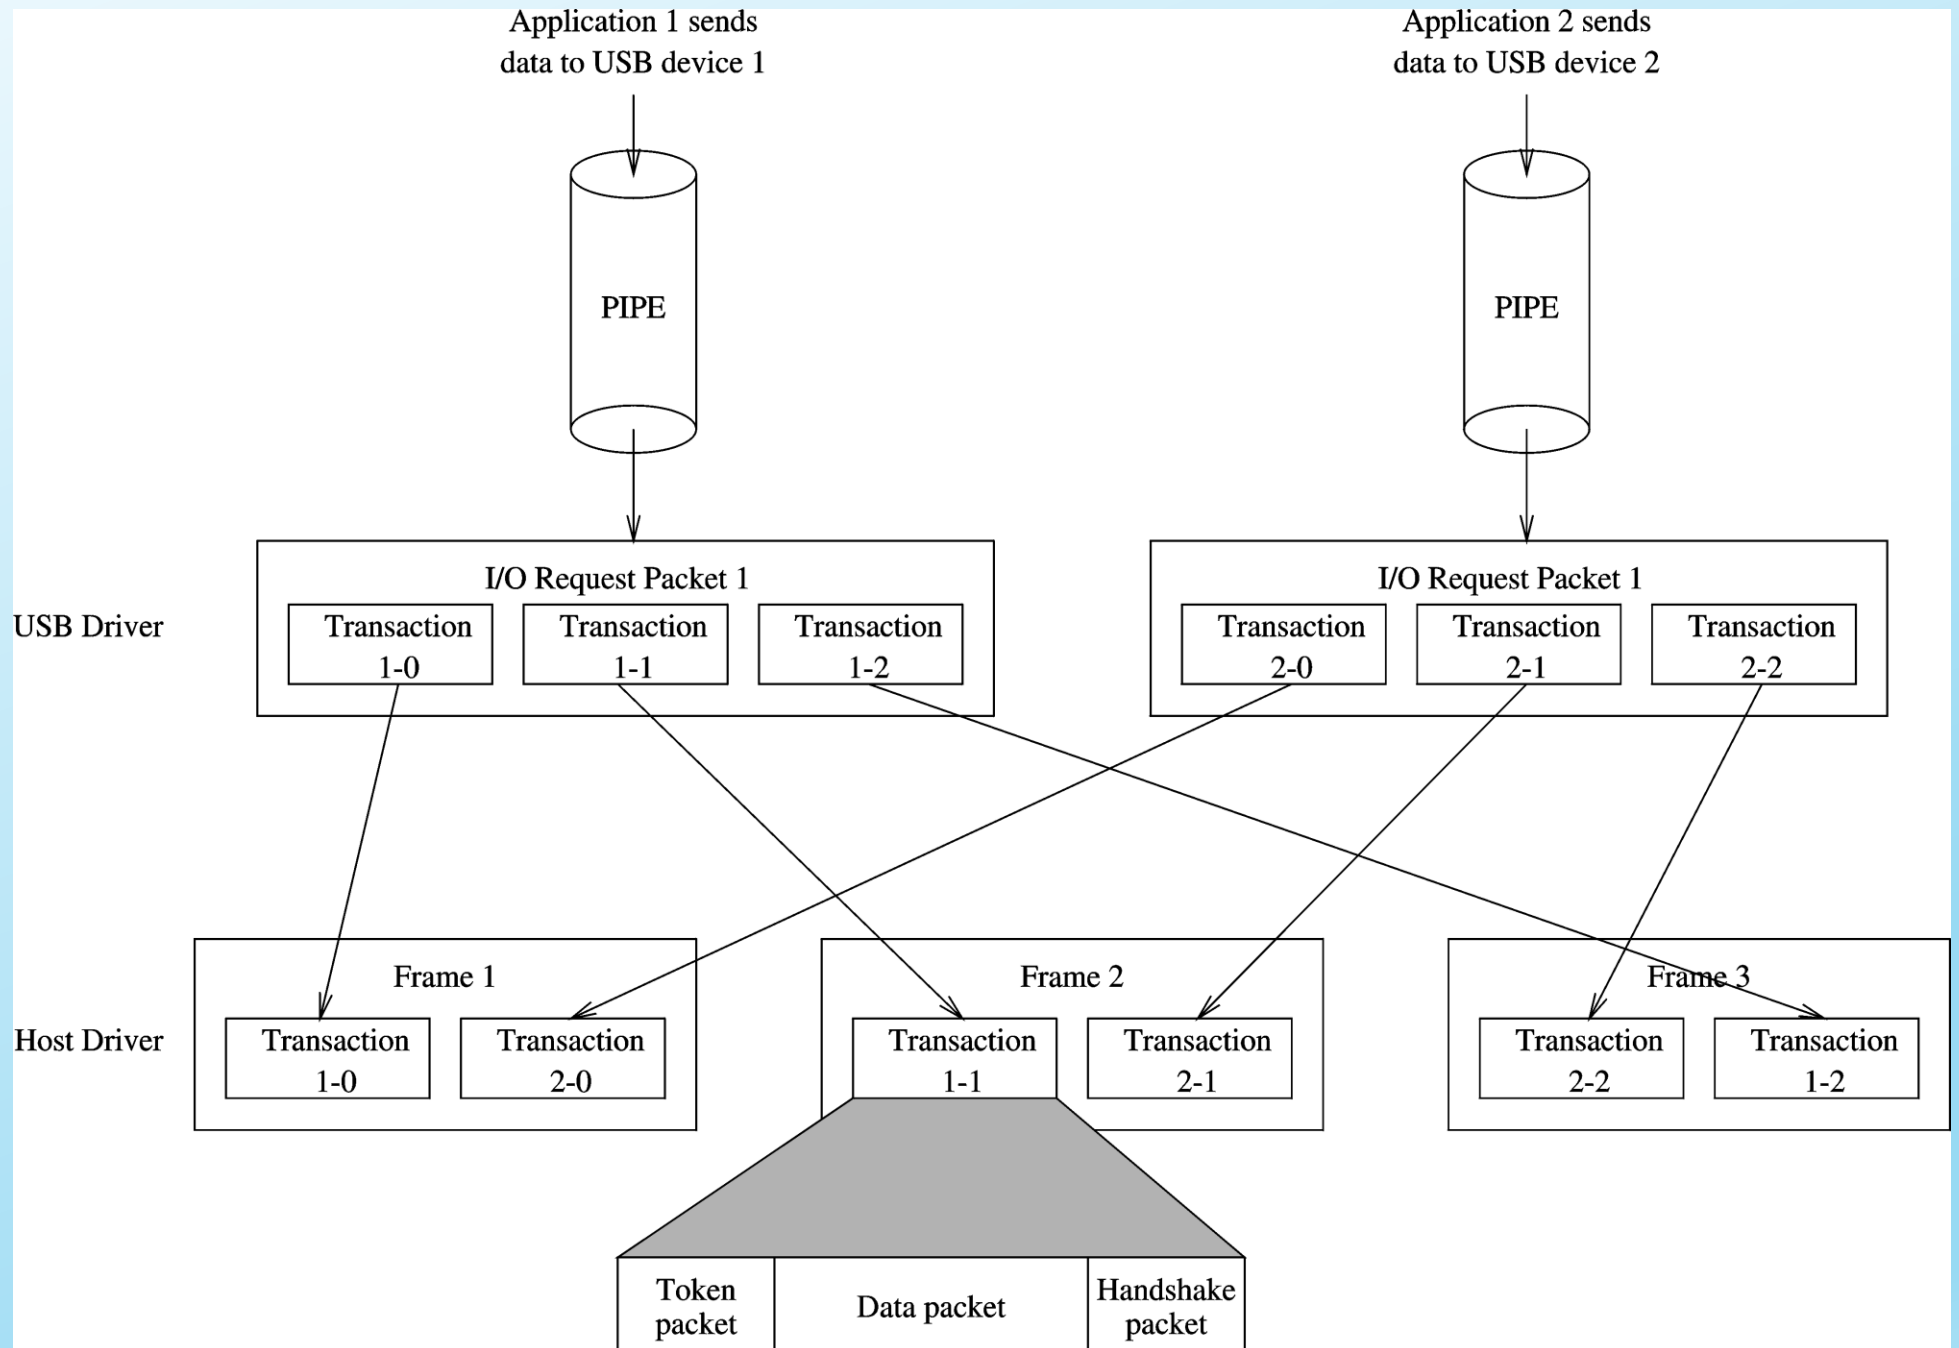 Application 1 sends
data to USB device 1
Application 2 sends
data to USB device 2
PIPE
PIPE
I/O Request Packet 1
I/O Request Packet 1
USB Driver
Transaction
1-0
Transaction
1-1
Transaction
1-2
Transaction
2-0
Transaction
2-1
Transaction
2-2
Frame 1
Frame 2
Frame 3
Host Driver
Transaction
1-0
Transaction
2-0
Transaction
1-1
Transaction
2-1
Transaction
2-2
Transaction
1-2
Token
packet
Data packet
Handshake
packet